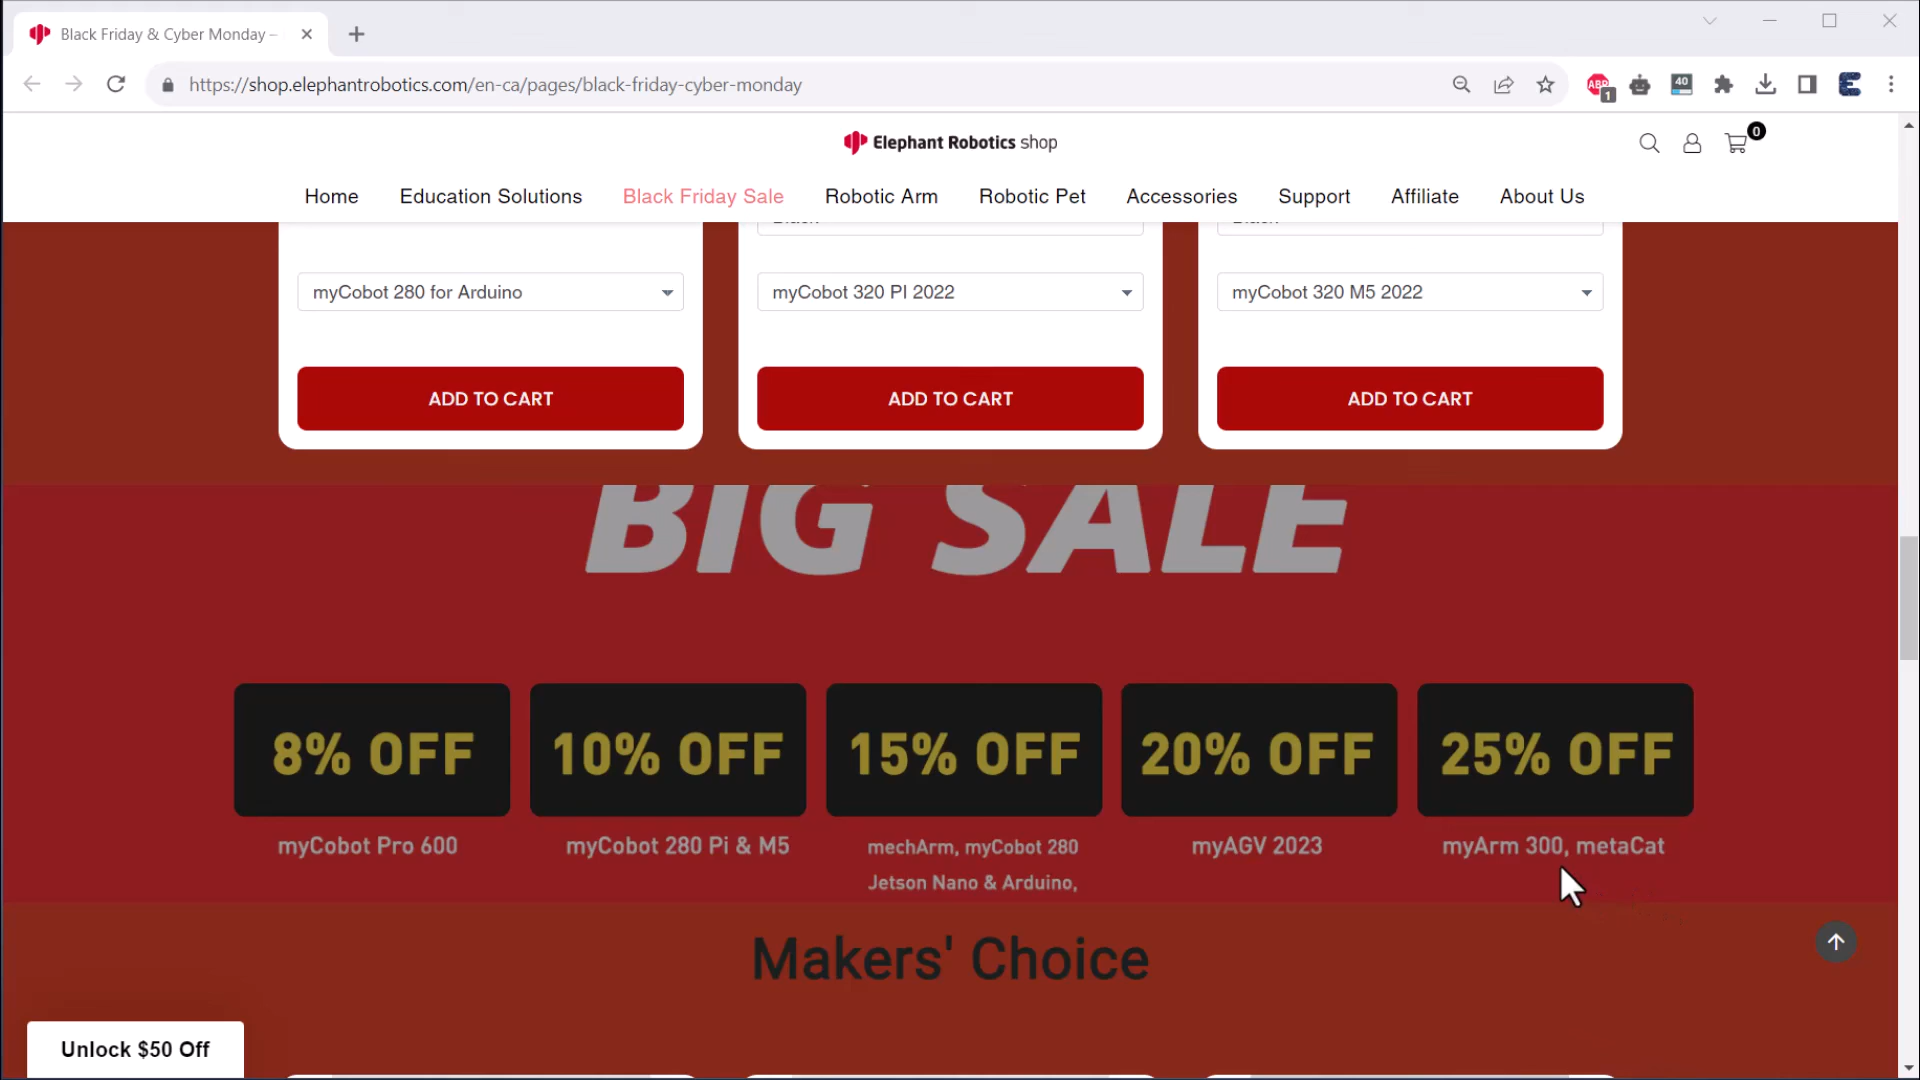 Black Friday & Cyber Monday –
https://shop.elephantrobotics.com/en-ca/pages/black-friday-cyber-monday
ABP
1
40
Elephant Robotics shop
0
Home Education Solutions Black Friday Sale Robotic Arm Robotic Pet Accessories Support Affiliate About Us
myCobot 280 for Arduino
myCobot 320 PI 2022
myCobot 320 M5 2022
ADD TO CART
ADD TO CART
ADD TO CART
BIG SALE
8% OFF
10% OFF
15% OFF
20% OFF
25% OFF
myCobot Pro 600
myCobot 280 Pi & M5
mechArm, myCobot 280
Jetson Nano & Arduino,
myAGV 2023
myArm 300, metaCat
Makers' Choice
Unlock $50 Off